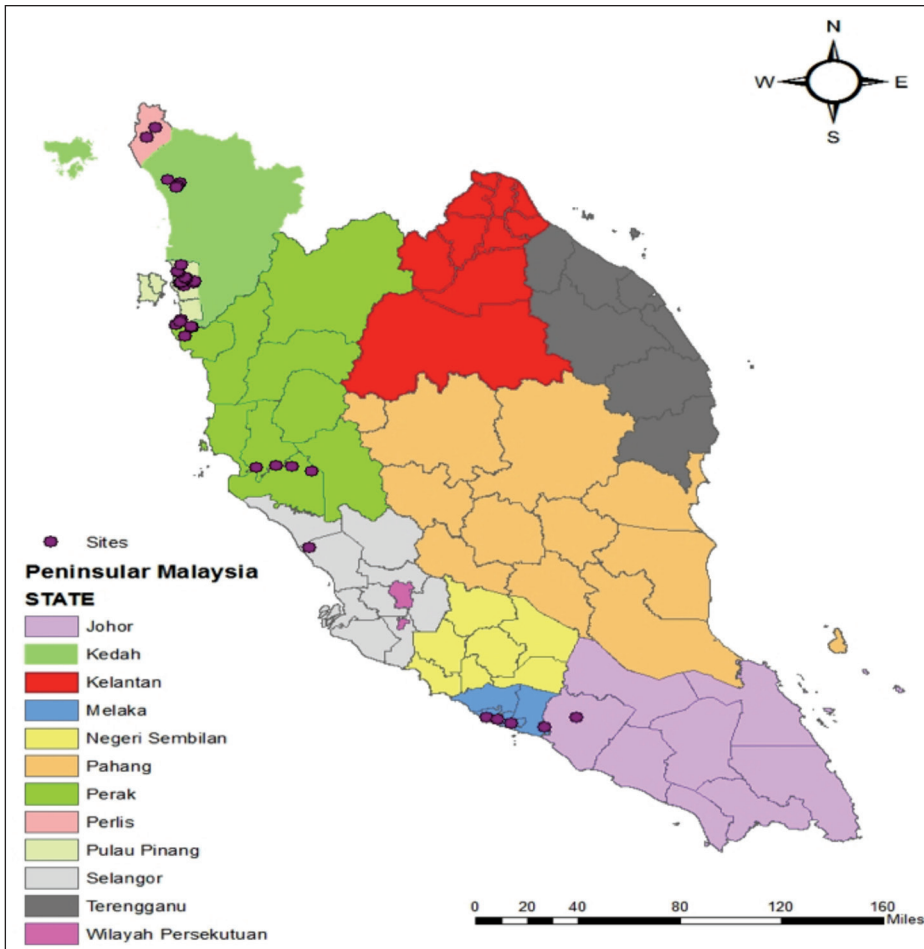 N
W E
S
Sites
Peninsular Malaysia
STATE
Johor
Kedah
Kelantan
Melaka
Negeri Sembilan
Pahang
Perak
Perlis
Pulau Pinang
Selangor
Terengganu
Wilayah Persekutuan
0 20 40 80 120 160
Miles